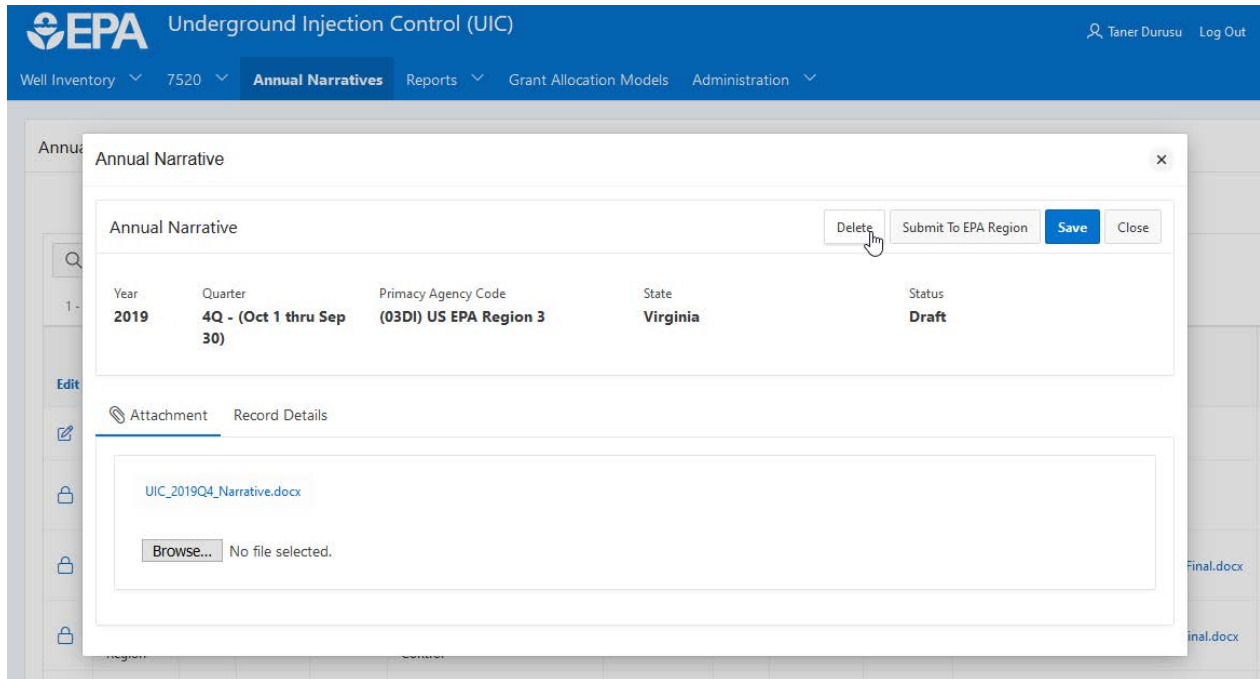 EPA
Underground Injection Control (UIC)
Taner Durusu Log Out
Well Inventory 7520 Annual Narratives Reports Grant Allocation Models Administration
Annua
Annual Narrative
Annual Narrative
Delete Submit To EPA Region Save Close
Year Quarter Primacy Agency Code State Status
2019 4Q - (Oct 1 thru Sep 30) (03DI) US EPA Region 3 Virginia Draft
1 -
Edit
Attachment Record Details
UIC_2019Q4_Narrative.docx
Browse... No file selected.
Final.docx
inal.docx